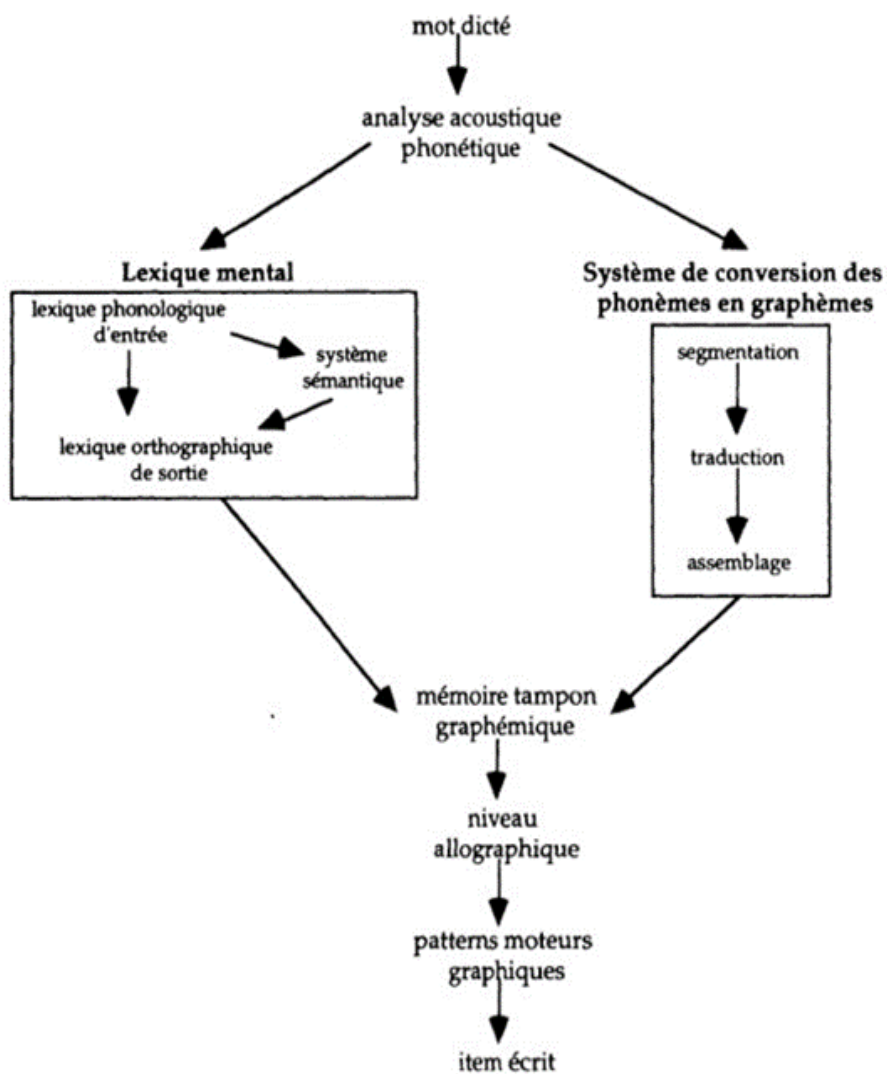 mot dicté
analyse acoustique
phonétique
Lexique mental
lexique phonologique
d'entrée
système
sémantique
lexique orthographique
de sortie
Système de conversion des
phonèmes en graphèmes
segmentation
traduction
assemblage
mémoire tampon
graphémique
niveau
allographique
patterns moteurs
graphiques
item écrit